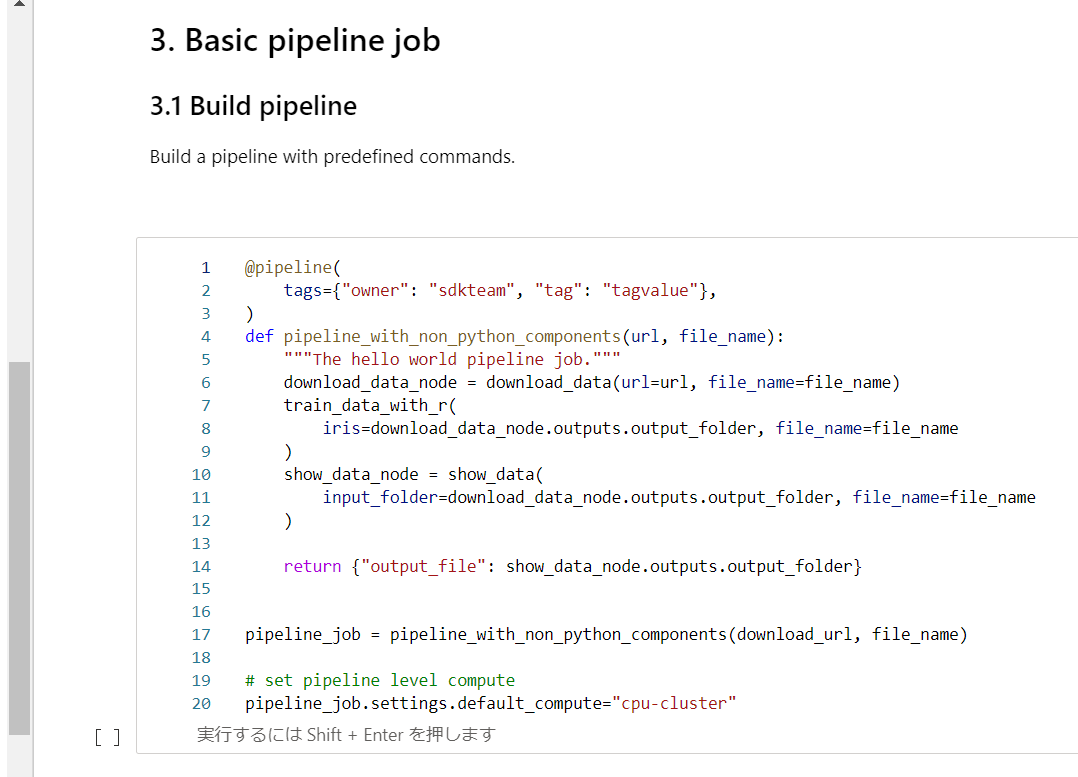 3. Basic pipeline job
3.1 Build pipeline
Build a pipeline with predefined commands.
1 @pipeline(
2     tags={"owner": "sdkteam", "tag": "tagvalue"},
3 )
4 def pipeline_with_non_python_components(url, file_name):
5     """The hello world pipeline job."""
6     download_data_node = download_data(url=url, file_name=file_name)
7     train_data_with_r(
8         iris=download_data_node.outputs.output_folder, file_name=file_name
9     )
10     show_data_node = show_data(
11         input_folder=download_data_node.outputs.output_folder, file_name=file_name
12     )
13
14     return {"output_file": show_data_node.outputs.output_folder}
15
16
17 pipeline_job = pipeline_with_non_python_components(download_url, file_name)
18
19 # set pipeline level compute
20 pipeline_job.settings.default_compute="cpu-cluster"
[ ] 実行するには Shift + Enter を押します